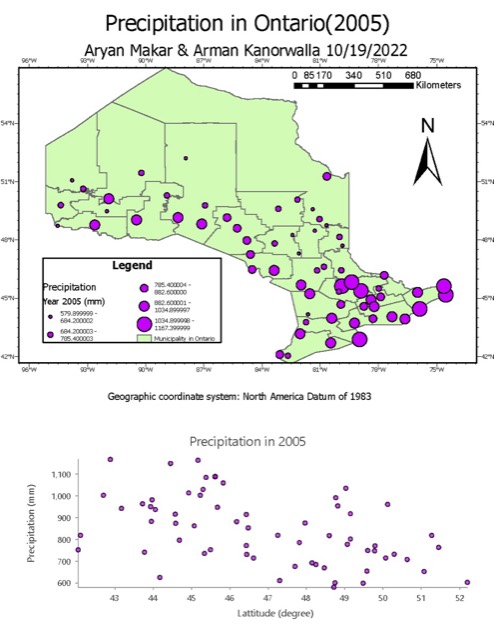 Precipitation in Ontario(2005)
Aryan Makar & Arman Kanorwalla 10/19/2022
96°W 93°W 90°W 87°W 84°W 81°W 78°W 75°W
0 85 170 340 510 680
Kilometers
N
54°N 54°N
51°N 51°N
48°N 48°N
45°N 45°N
42°N 42°N
Legend
Precipitation
Year 2005 (mm)
579.899999 -
684.200002
684.200003 -
785.400003
785.400004 -
882.600000
882.600001 -
1034.899997
1034.899998 -
1167.399999
Municipality in Ontario
96°W 93°W 90°W 87°W 84°W 81°W 78°W 75°W
Geographic coordinate system: North America Datum of 1983
Precipitation in 2005
Precipitation (mm)
1,100
1,000
900
800
700
600
43 44 45 46 47 48 49 50 51 52
Lattitude (degree)